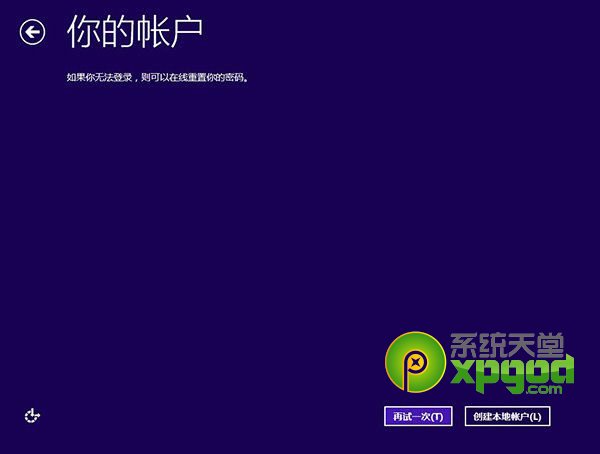 你的帐户
如果你无法登录，则可以在线重置你的密码。
系统天堂
xpgod.com
再试一次(T)
创建本地帐户(L)